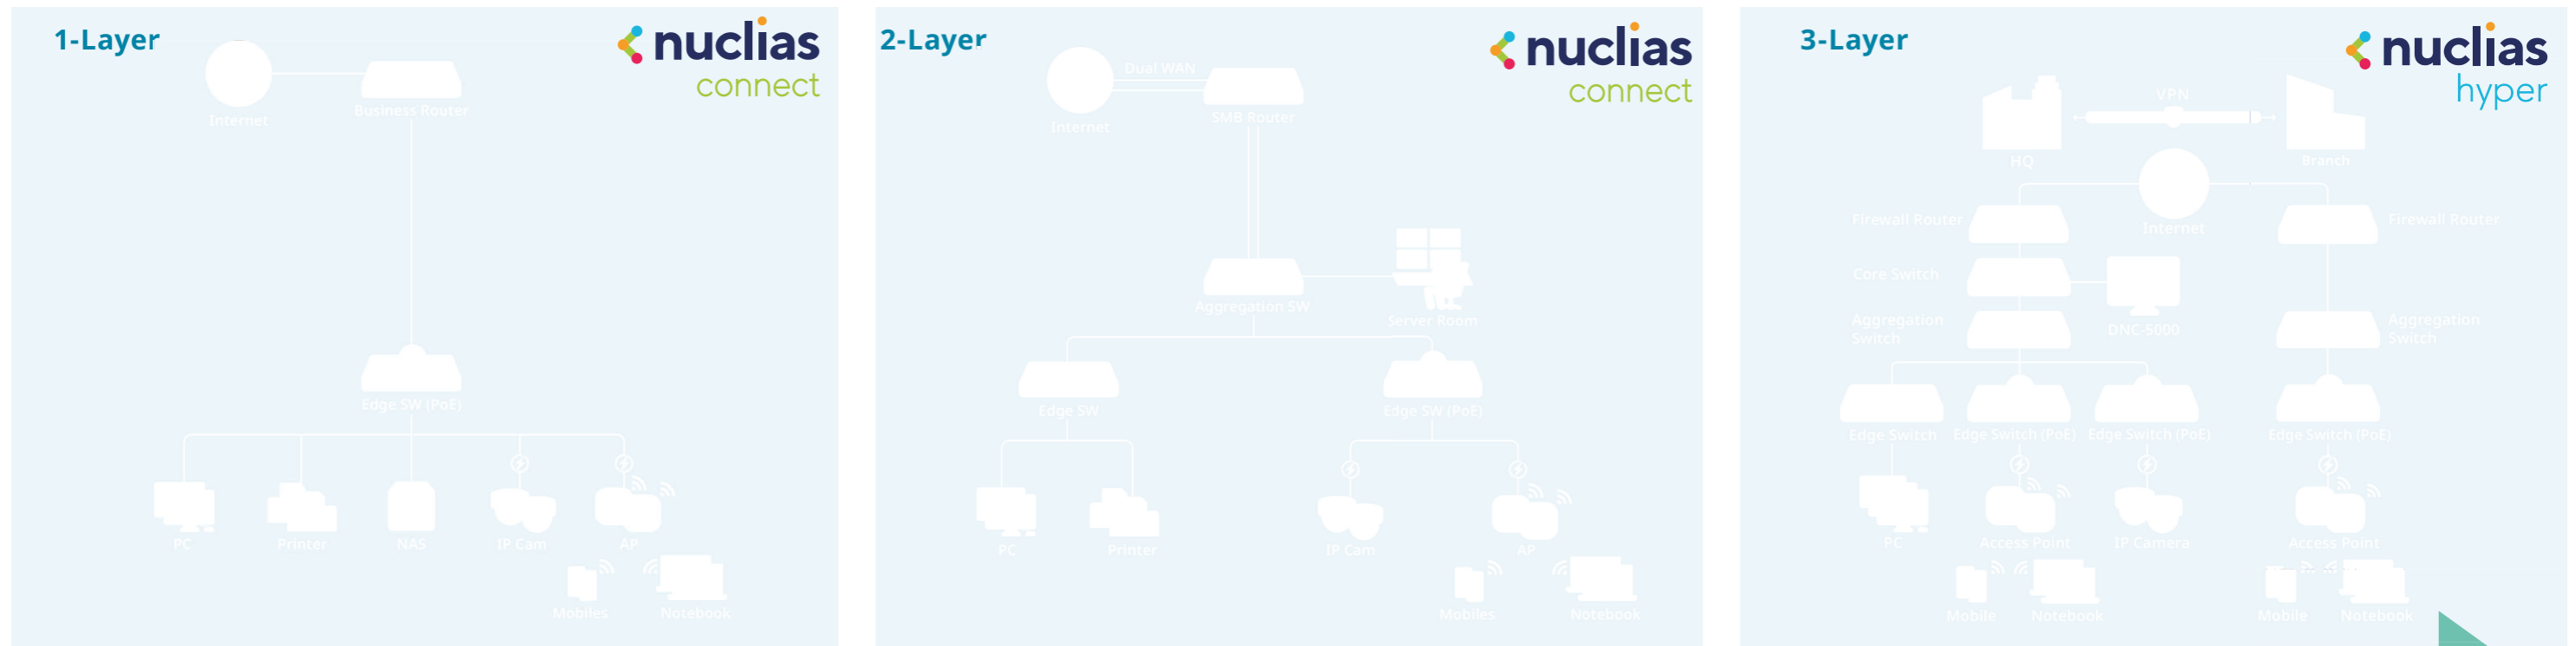 1-Layer
nuclias
connect
Internet
Business Router
Edge SW (PoE)
PC
Printer
NAS
IP Cam
AP
Mobiles
Notebook
2-Layer
nuclias
connect
Dual WAN
Internet
SMB Router
Aggregation SW
Server Room
Edge SW
Edge SW (PoE)
PC
Printer
IP Cam
AP
Mobiles
Notebook
3-Layer
nuclias
hyper
VPN
HQ
Branch
Internet
Firewall Router
Firewall Router
Core Switch
DNC-5000
Aggregation
Switch
Aggregation
Switch
Edge Switch
Edge Switch (PoE)
Edge Switch (PoE)
Edge Switch (PoE)
PC
Access Point
IP Camera
Access Point
Mobile
Notebook
Mobile
Notebook